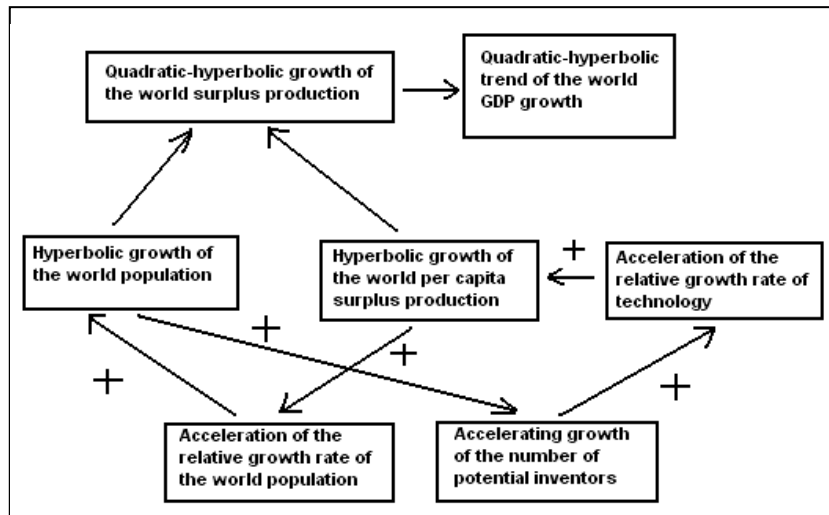 Quadratic-hyperbolic growth of
the world surplus production
Quadratic-hyperbolic
trend of the world
GDP growth
Hyperbolic growth of
the world population
Hyperbolic growth of
the world per capita
surplus production
+
Acceleration of the
relative growth rate of
technology
+
+
+
+
Acceleration of the
relative growth rate of
the world population
Accelerating growth
of the number of
potential inventors